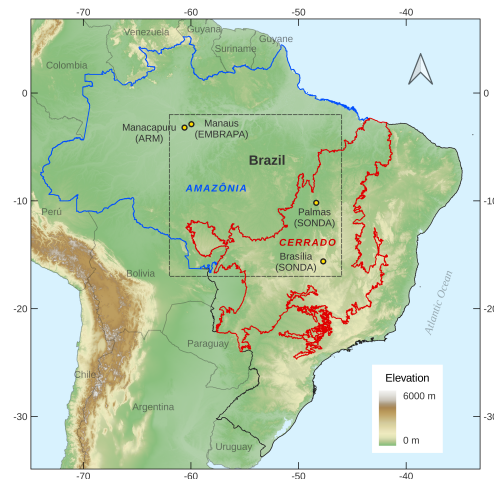 -70 -60 -50 -40
Venezuela
Guyana
Suriname
Guyane
Colombia
0
0
Manacapuru
(ARM)
Manaus
(EMBRAPA)
Brazil
AMAZÔNIA
-10
-10
Perú
Palmas
(SONDA)
CERRADO
Brasília
(SONDA)
Bolivia
-20
-20
Atlantic Ocean
Paraguay
Chile
Argentina
Elevation
6000 m
0 m
-30
-30
Uruguay
-70 -60 -50 -40